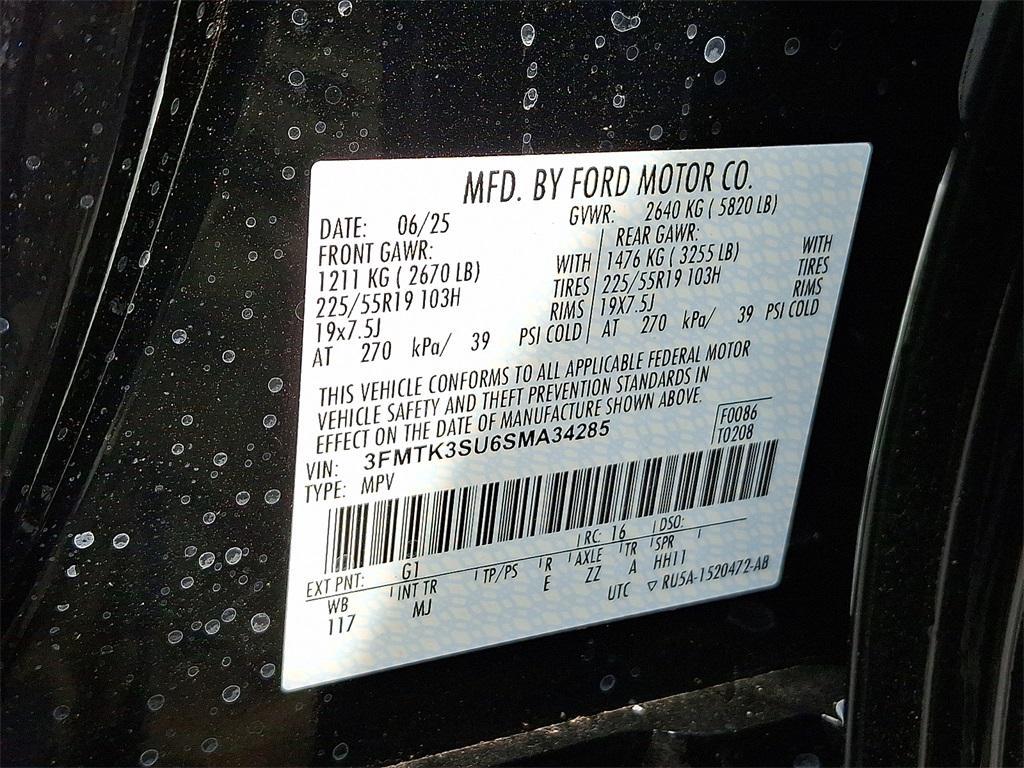 MFD. BY FORD MOTOR CO.
DATE: 06/25 GVWR: 2640 KG ( 5820 LB)
FRONT GAWR: REAR GAWR:
1211 KG ( 2670 LB) WITH 1476 KG ( 3255 LB) WITH
225/55R19 103H TIRES 225/55R19 103H TIRES
19x7.5J RIMS 19X7.5J RIMS
AT 270 kPa/ 39 PSI COLD AT 270 kPa/ 39 PSI COLD
THIS VEHICLE CONFORMS TO ALL APPLICABLE FEDERAL MOTOR
VEHICLE SAFETY AND THEFT PREVENTION STANDARDS IN
EFFECT ON THE DATE OF MANUFACTURE SHOWN ABOVE.
VIN: 3FMTK3SU6SMA34285 F0086
TYPE: MPV T0208
EXT PNT: G1 RC: 16 DSO:
WB INT TR TP/PS R AXLE TR SPR
117 MJ E ZZ A HH11
UTC ▽ RU5A-1520472-AB